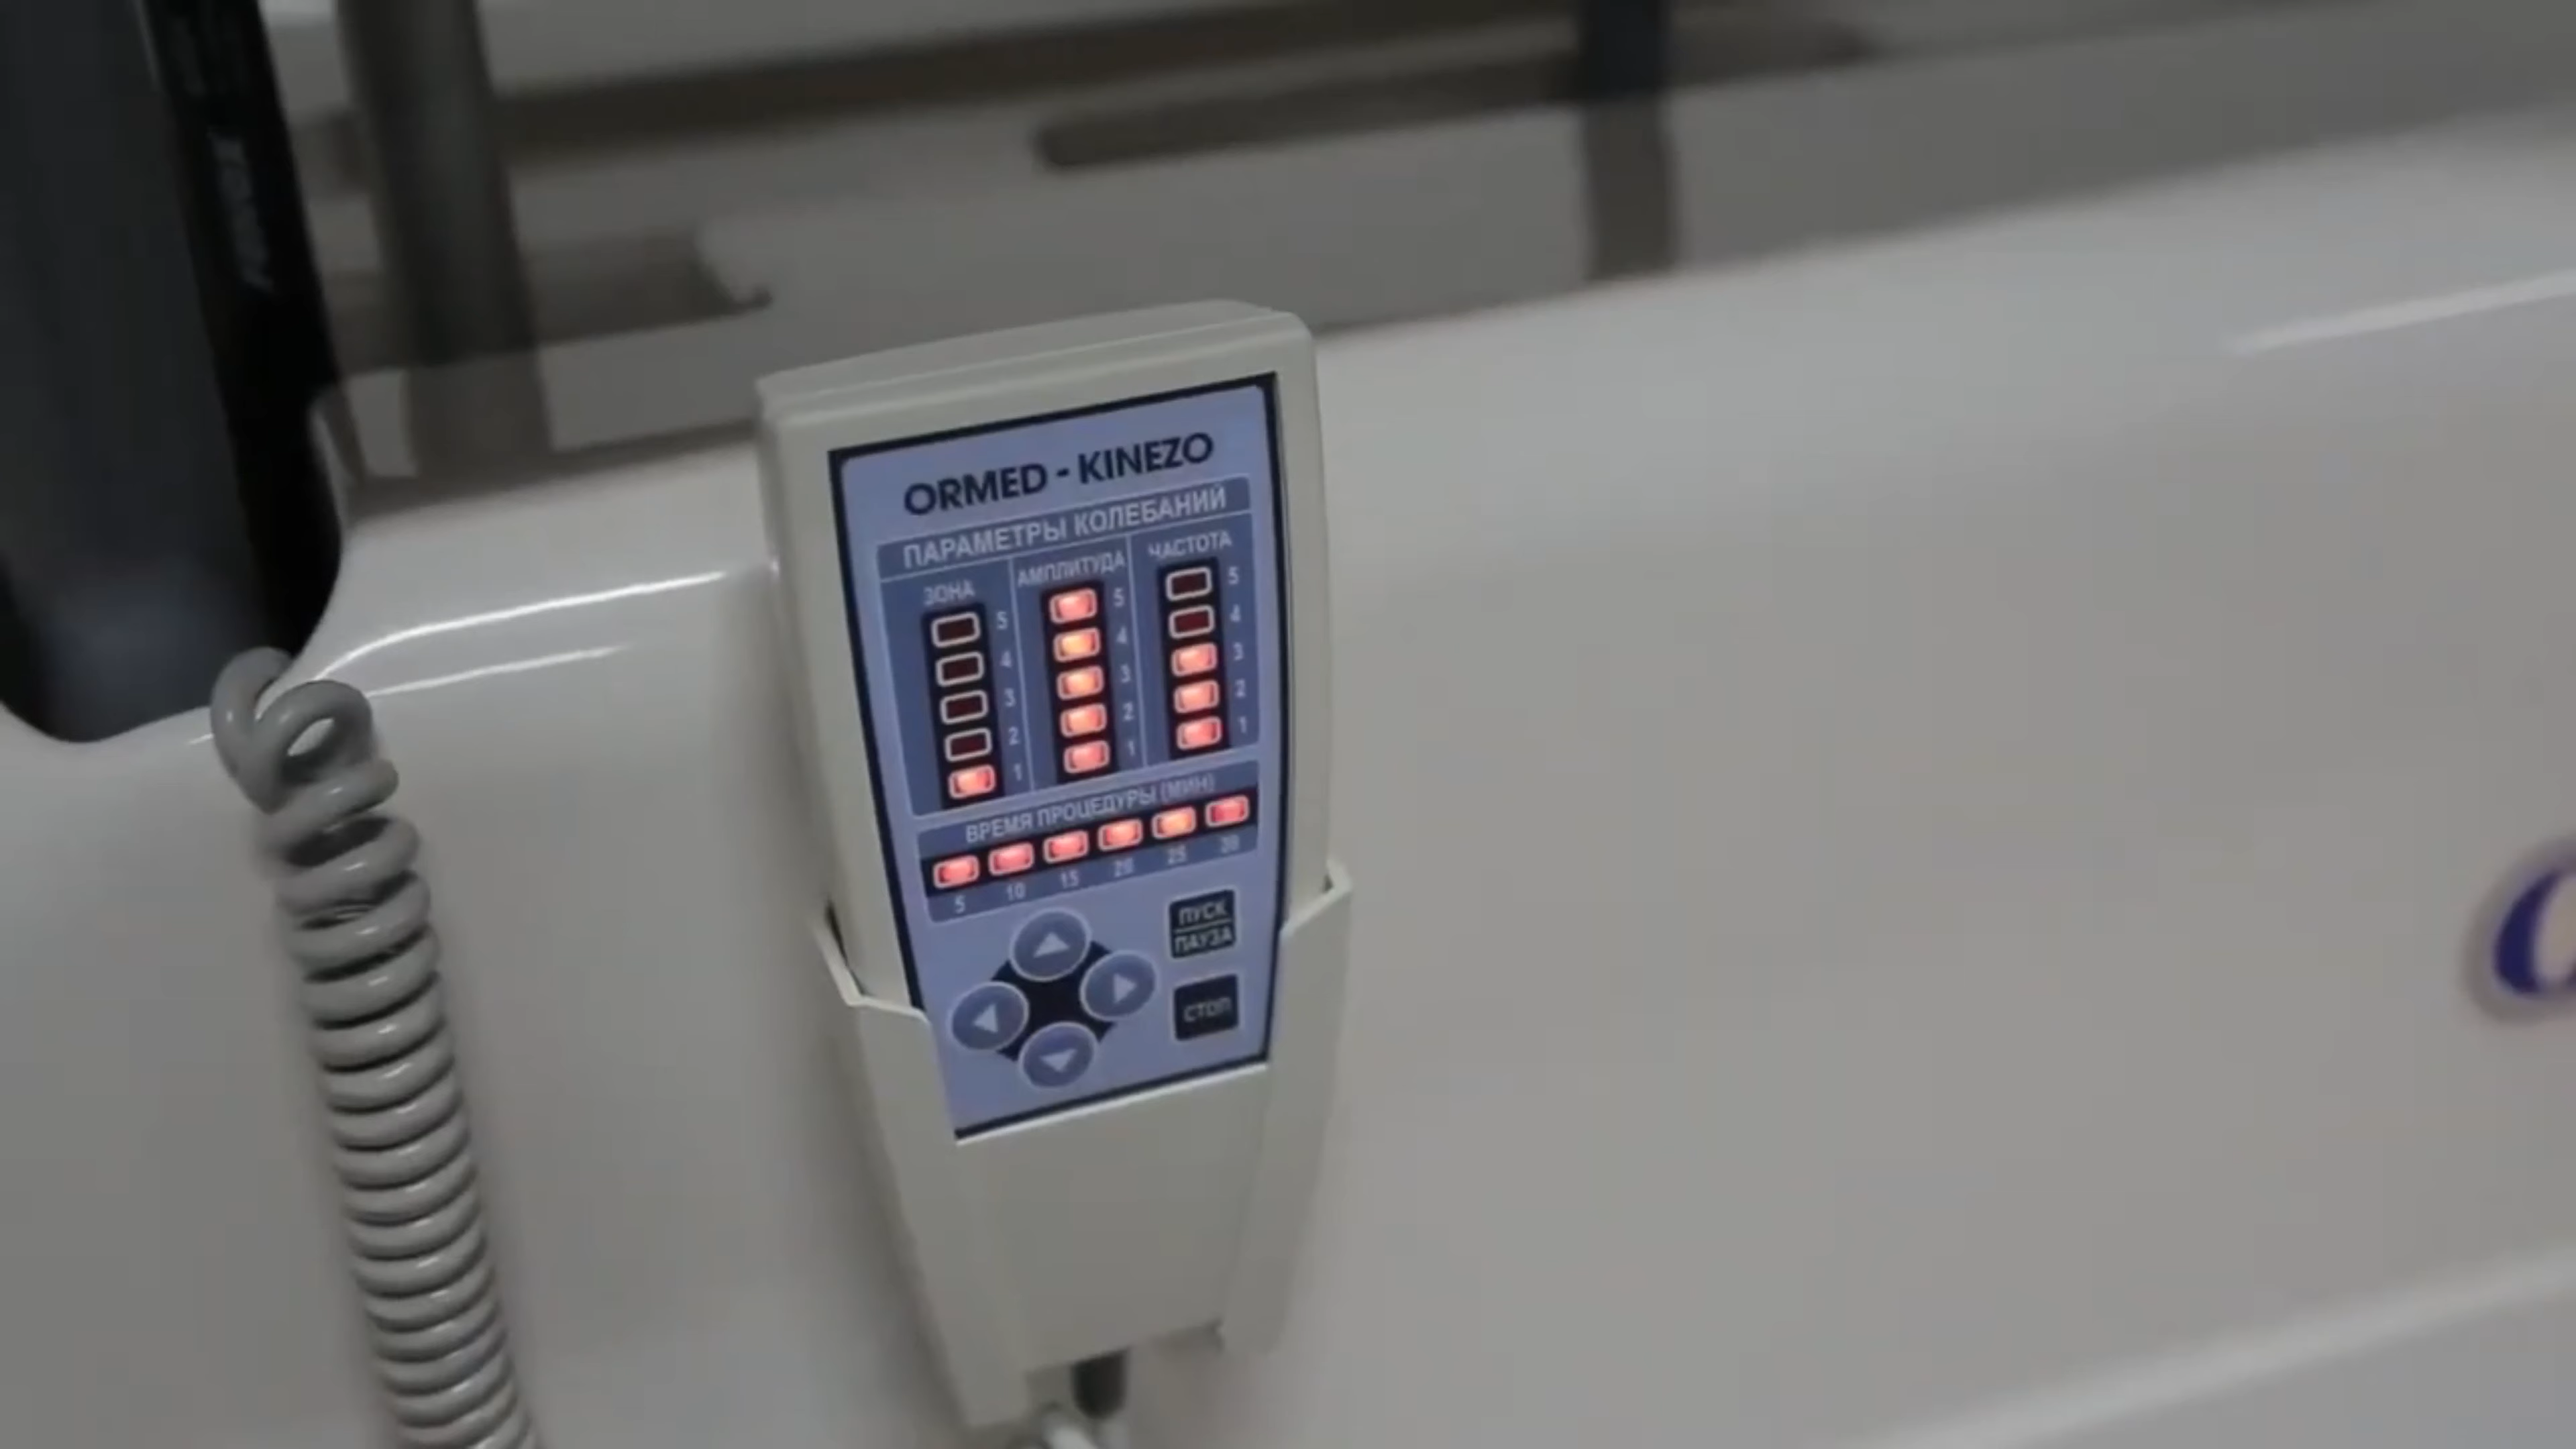 ORMED - KINEZO
ПАРАМЕТРЫ КОЛЕБАНИЙ
ЗОНА АМПЛИТУДА ЧАСТОТА
5 5 5
4 4 4
3 3 3
2 2 2
1 1 1
ВРЕМЯ ПРОЦЕДУРЫ (МИН)
5 10 15 20 25 30
ПУСК
ПАУЗА
СТОП